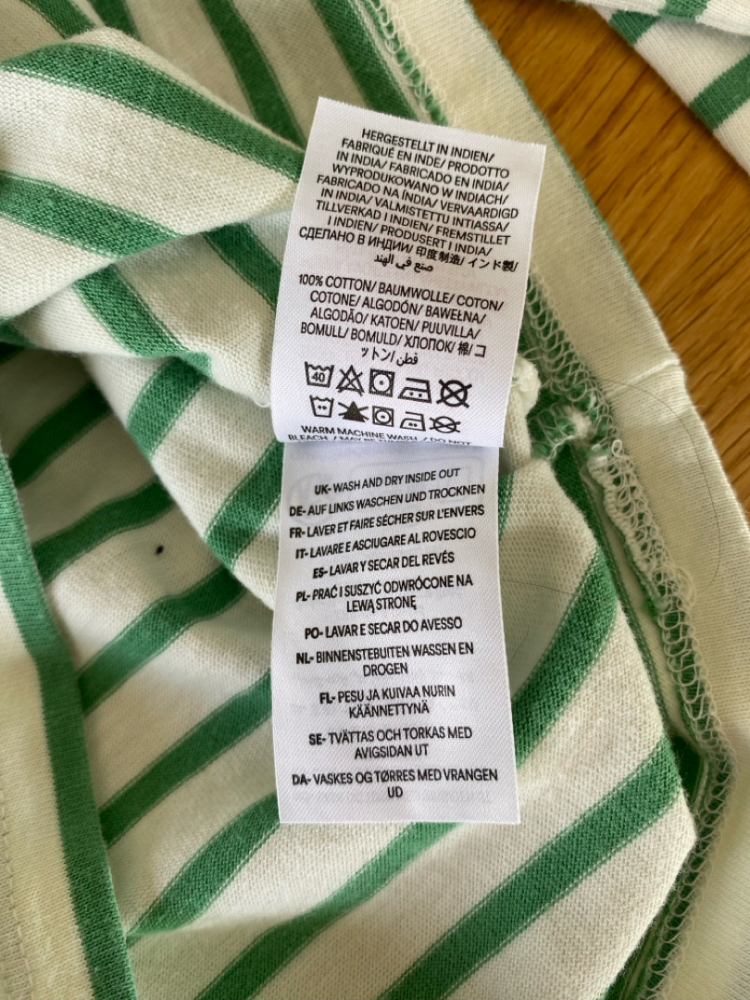 HERGESTELLT IN INDIEN/
FABRIQUÉ EN INDE/ PRODOTTO
IN INDIA/ FABRICADO EN INDIA/
WYPRODUKOWANO W INDIACH/
FABRICADO NA ÍNDIA/ VERVAARDIGD
IN INDIA/ VALMISTETTU INTIASSA/
TILLVERKAD I INDIEN/ FREMSTILLET
I INDIEN/ PRODUSERT I INDIA/
СДЕЛАНО В ИНДИИ/ 印度制造/ インド製/
صنع في الهند
100% COTTON/ BAUMWOLLE/ COTON/
COTONE/ ALGODÓN/ BAWEŁNA/
ALGODÃO/ KATOEN/ PUUVILLA/
BOMULL/ BOMULD/ ХЛОПОК/ 棉/ コ
ットン/ قطن
40
WARM MACHINE WASH / DO NOT
BLEACH / MAY BE
UK- WASH AND DRY INSIDE OUT
DE- AUF LINKS WASCHEN UND TROCKNEN
FR- LAVER ET FAIRE SÉCHER SUR L'ENVERS
IT- LAVARE E ASCIUGARE AL ROVESCIO
ES- LAVAR Y SECAR DEL REVÉS
PL- PRAĆ I SUSZYĆ ODWRÓCONE NA
LEWĄ STRONĘ
PO- LAVAR E SECAR DO AVESSO
NL- BINNENSTEBUITEN WASSEN EN
DROGEN
FL- PESU JA KUIVAA NURIN
KÄÄNNETTYNÄ
SE- TVÄTTAS OCH TORKAS MED
AVIGSIDAN UT
DA- VASKES OG TØRRES MED VRANGEN
UD